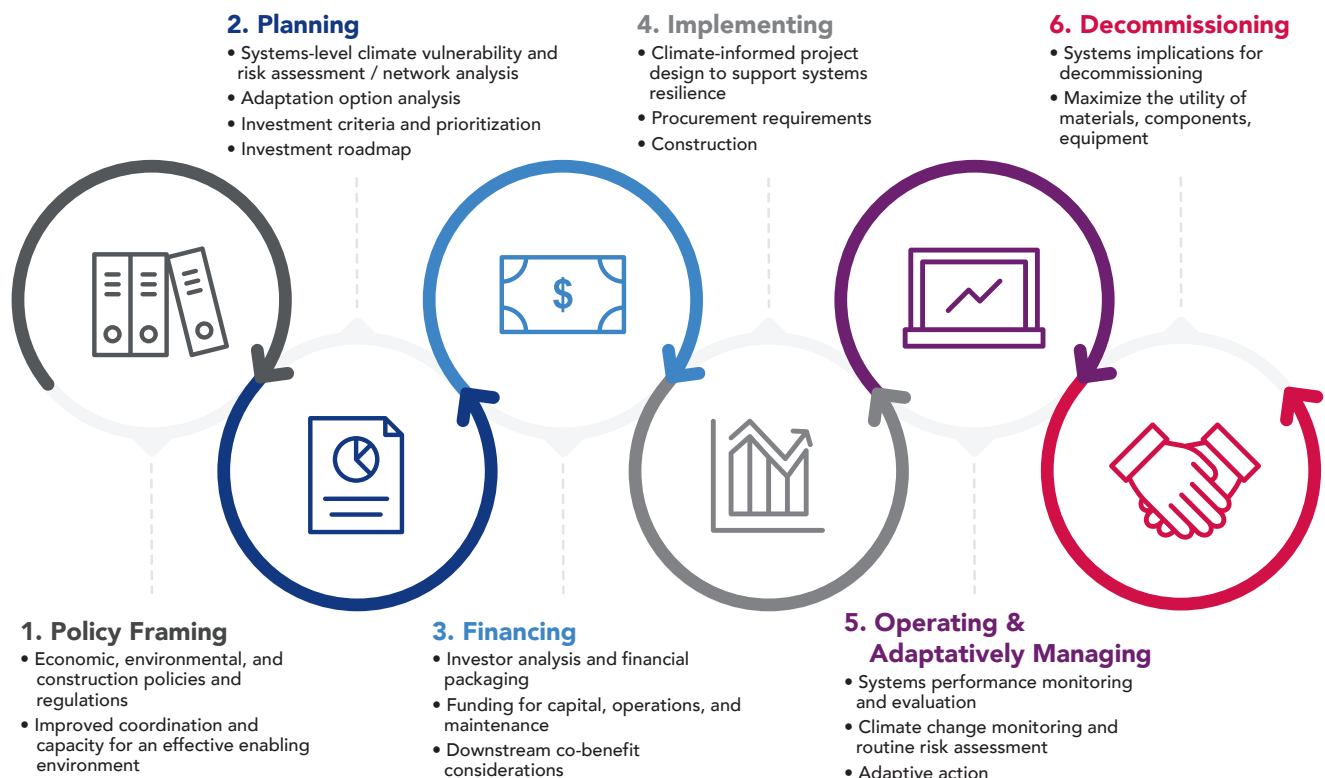 2. Planning
• Systems-level climate vulnerability and
risk assessment / network analysis
• Adaptation option analysis
• Investment criteria and prioritization
• Investment roadmap
4. Implementing
• Climate-informed project
design to support systems
resilience
• Procurement requirements
• Construction
6. Decommissioning
• Systems implications for
decommissioning
• Maximize the utility of
materials, components,
equipment
$
1. Policy Framing
• Economic, environmental, and
construction policies and
regulations
• Improved coordination and
capacity for an effective enabling
environment
3. Financing
• Investor analysis and financial
packaging
• Funding for capital, operations, and
maintenance
• Downstream co-benefit
considerations
5. Operating &
Adaptatively Managing
• Systems performance monitoring
and evaluation
• Climate change monitoring and
routine risk assessment
• Adaptive action